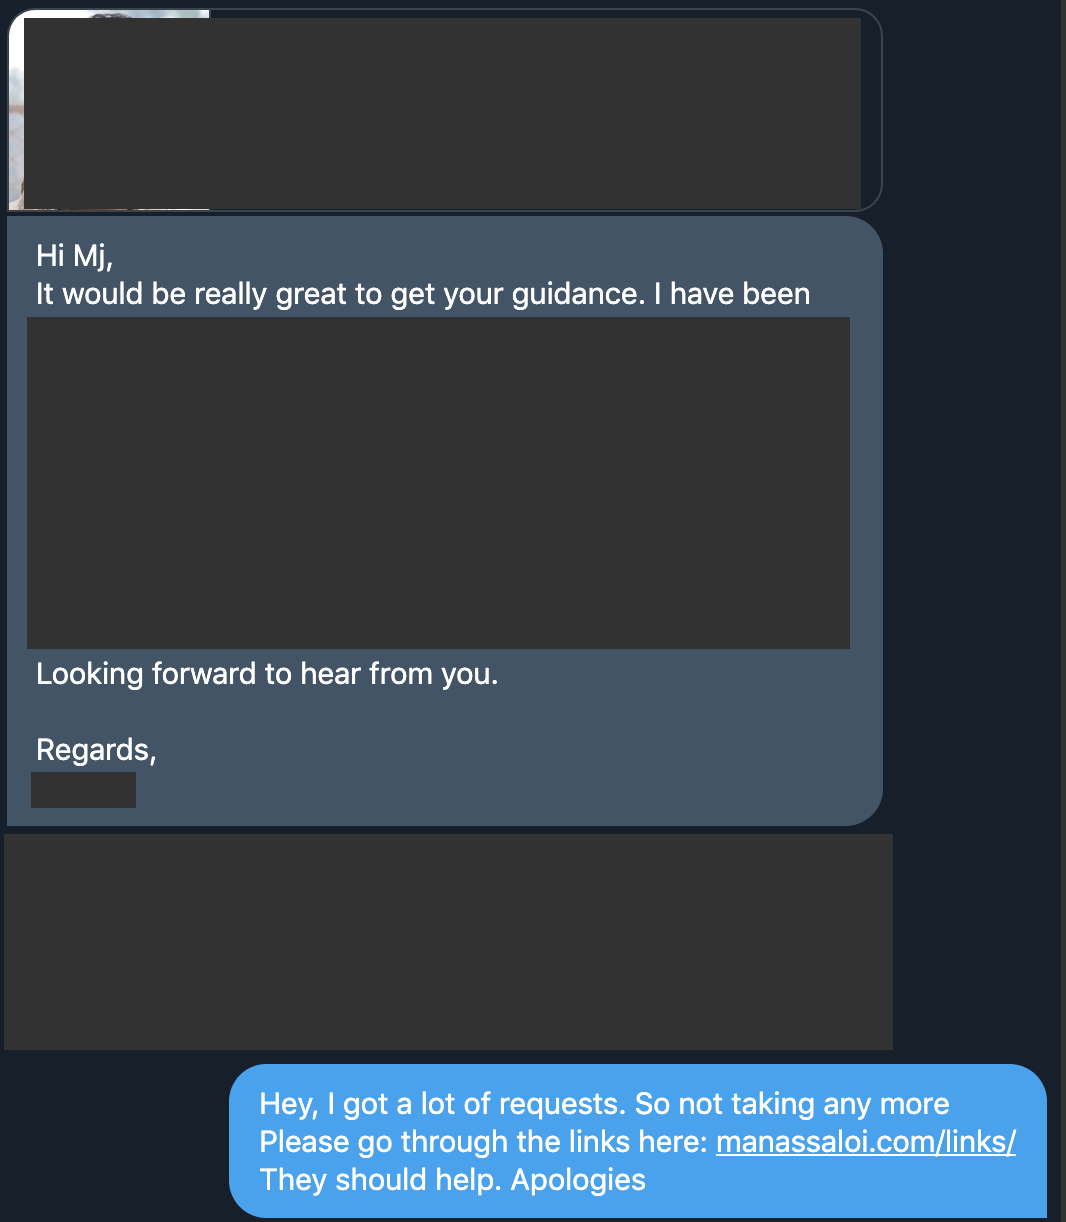 Hi Mj,
It would be really great to get your guidance. I have been
Looking forward to hear from you.
Regards,
Hey, I got a lot of requests. So not taking any more
Please go through the links here: manassaloi.com/links/
They should help. Apologies